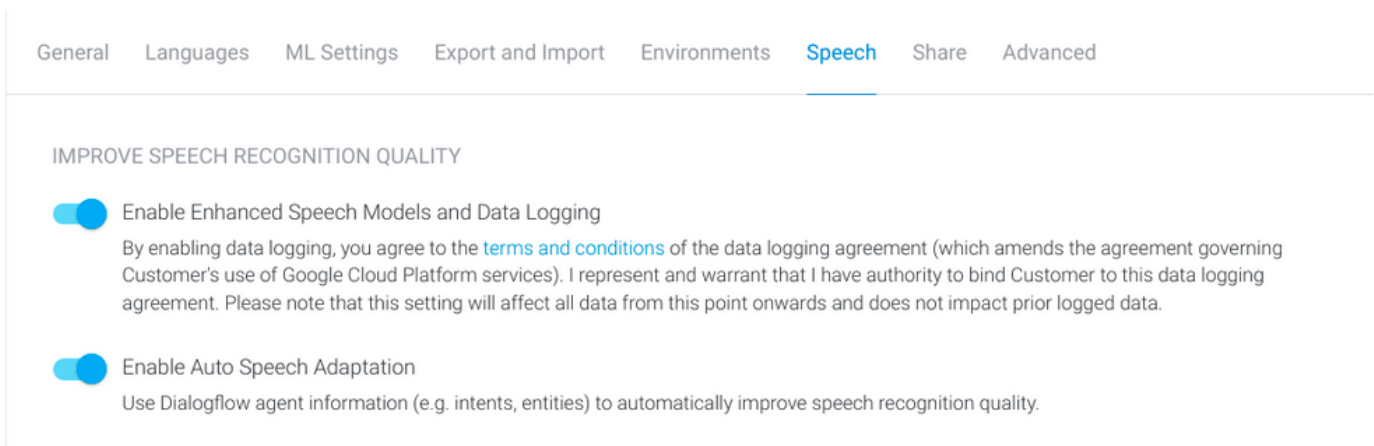 General Languages ML Settings Export and Import Environments Speech Share Advanced
IMPROVE SPEECH RECOGNITION QUALITY
Enable Enhanced Speech Models and Data Logging
By enabling data logging, you agree to the terms and conditions of the data logging agreement (which amends the agreement governing
Customer's use of Google Cloud Platform services). I represent and warrant that I have authority to bind Customer to this data logging
agreement. Please note that this setting will affect all data from this point onwards and does not impact prior logged data.
Enable Auto Speech Adaptation
Use Dialogflow agent information (e.g. intents, entities) to automatically improve speech recognition quality.